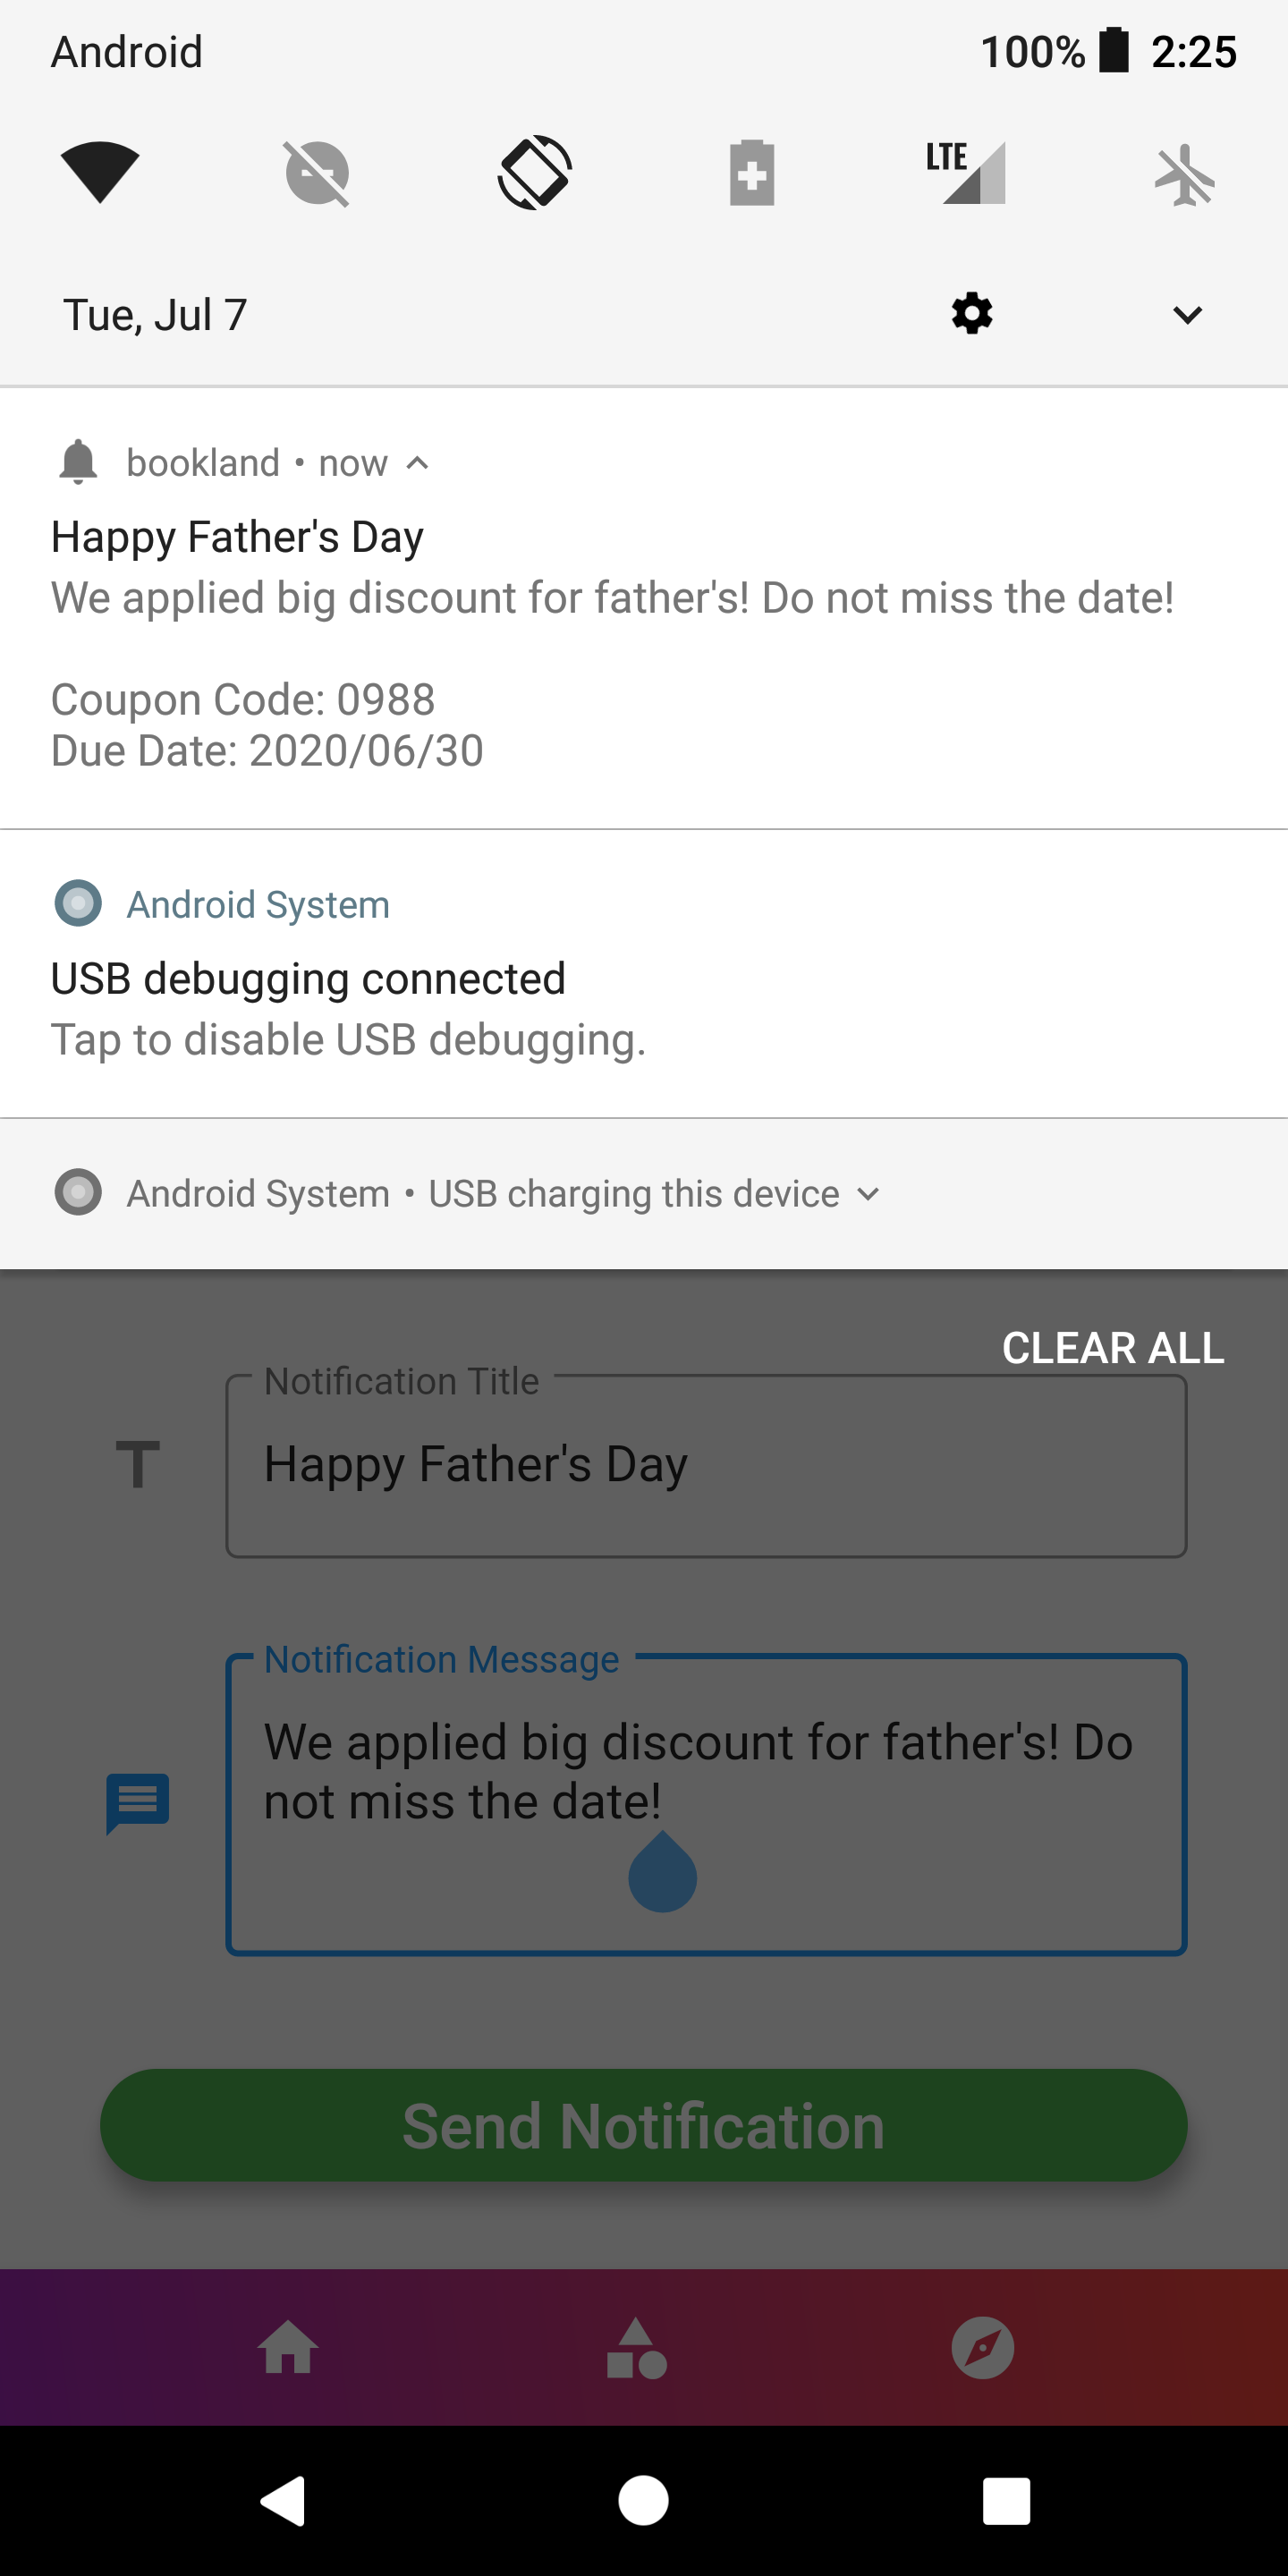 Android 100% 2:25
LTE
Tue, Jul 7
bookland • now
Happy Father's Day
We applied big discount for father's! Do not miss the date!
Coupon Code: 0988
Due Date: 2020/06/30
Android System
USB debugging connected
Tap to disable USB debugging.
Android System • USB charging this device
CLEAR ALL
Notification Title
Happy Father's Day
Notification Message
We applied big discount for father's! Do
not miss the date!
Send Notification